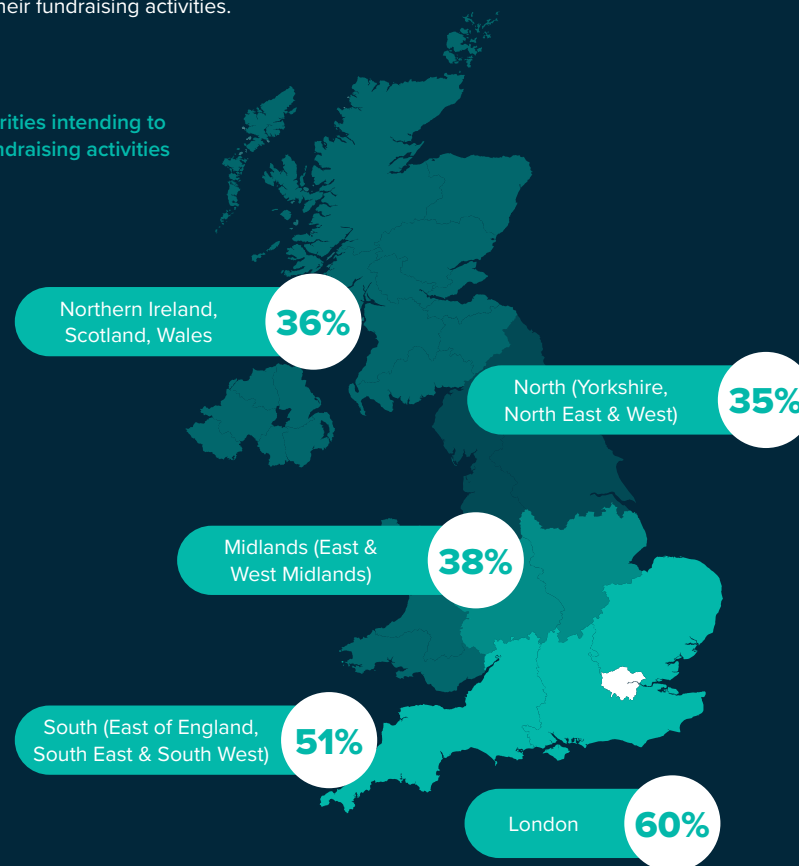 heir fundraising activities.
rities intending to
ndraising activities
Northern Ireland,
Scotland, Wales
36%
North (Yorkshire,
North East & West)
35%
Midlands (East &
West Midlands)
38%
South (East of England,
South East & South West)
51%
London
60%